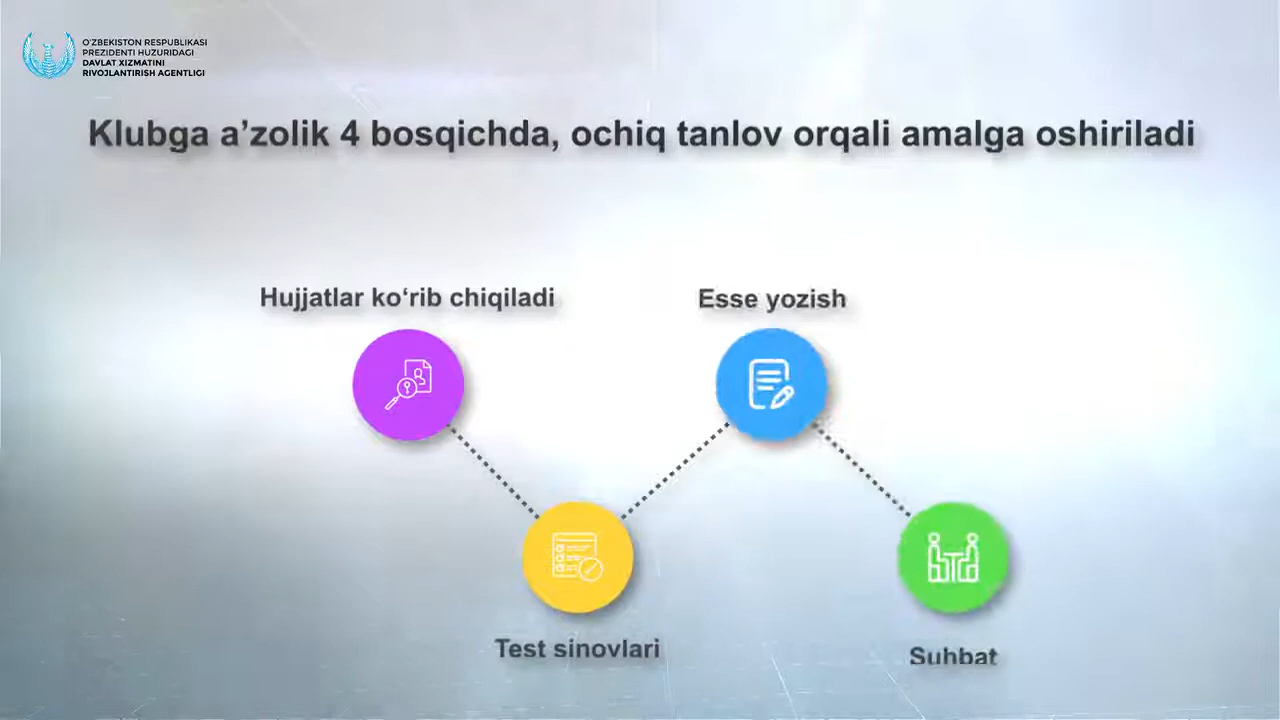 O'ZBEKISTON RESPUBLIKASI
PREZIDENTI HUZURIDAGI
DAVLAT XIZMATINI
RIVOJLANTIRISH AGENTLIGI
Klubga a’zolik 4 bosqichda, ochiq tanlov orqali amalga oshiriladi
Hujjatlar ko‘rib chiqiladi
Esse yozish
Test sinovlari
Suhbat